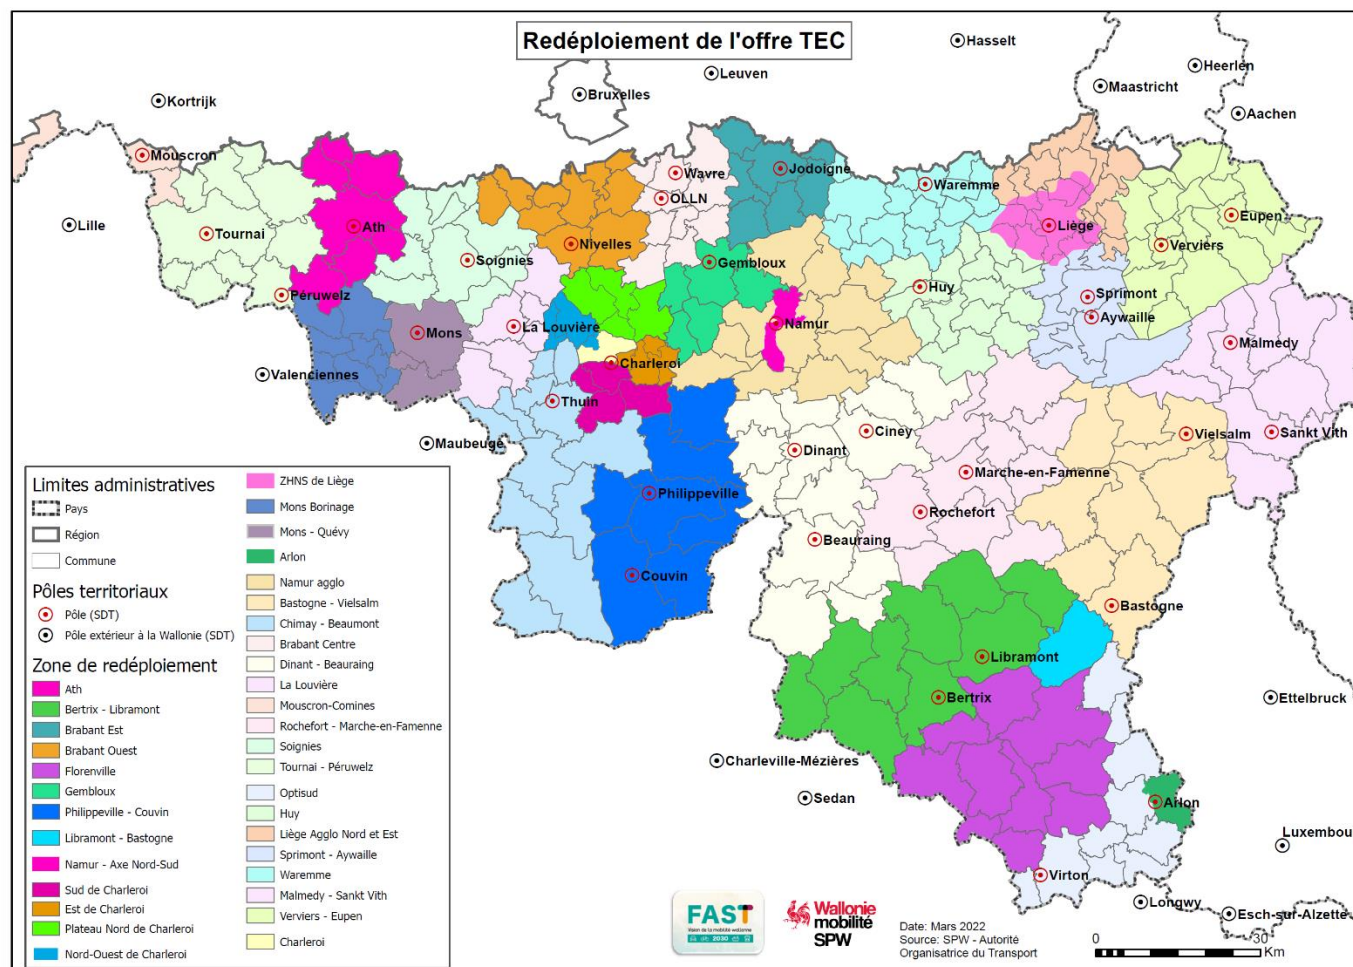 Redéploiement de l'offre TEC
Hasselt
Heerlen
Leuven
Maastricht
Bruxelles
Kortrijk
Aachen
Mouscron
Jodoigne
Wavre
Waremme
OLLN
Eupen
Lille
Ath
Liège
Tournai
Nivelles
Verviers
Soignies
Gembloux
Huy
Péruwelz
Sprimont
Aywaille
Namur
La Louvière
Mons
Malmedy
Charleroi
Valenciennes
Thuin
Ciney
Sankt Vith
Vielsalm
Maubeuge
Dinant
Marche-en-Famenne
Philippeville
Rochefort
Beauraing
Couvin
Bastogne
Libramont
Bertrix
Ettelbruck
Charleville-Mézières
Sedan
Arlon
Luxembou
Virton
Longwy
Esch-sur-Alzette
Limites administratives
Pays
Région
Commune
Pôles territoriaux
Pôle (SDT)
Pôle extérieur à la Wallonie (SDT)
Zone de redéploiement
Ath
Bertrix - Libramont
Brabant Est
Brabant Ouest
Florenville
Gembloux
Philippeville - Couvin
Libramont - Bastogne
Namur - Axe Nord-Sud
Sud de Charleroi
Est de Charleroi
Plateau Nord de Charleroi
Nord-Ouest de Charleroi
ZHNS de Liège
Mons Borinage
Mons - Quévy
Arlon
Namur agglo
Bastogne - Vielsalm
Chimay - Beaumont
Brabant Centre
Dinant - Beauraing
La Louvière
Mouscron-Comines
Rochefort - Marche-en-Famenne
Soignies
Tournai - Péruwelz
Optisud
Huy
Liège Agglo Nord et Est
Sprimont - Aywaille
Waremme
Malmedy - Sankt Vith
Verviers - Eupen
Charleroi
FAST
Vision de la mobilité wallonne
2030
Wallonie
mobilité
SPW
Date: Mars 2022
Source: SPW - Autorité
Organisatrice du Transport
0 30
Km